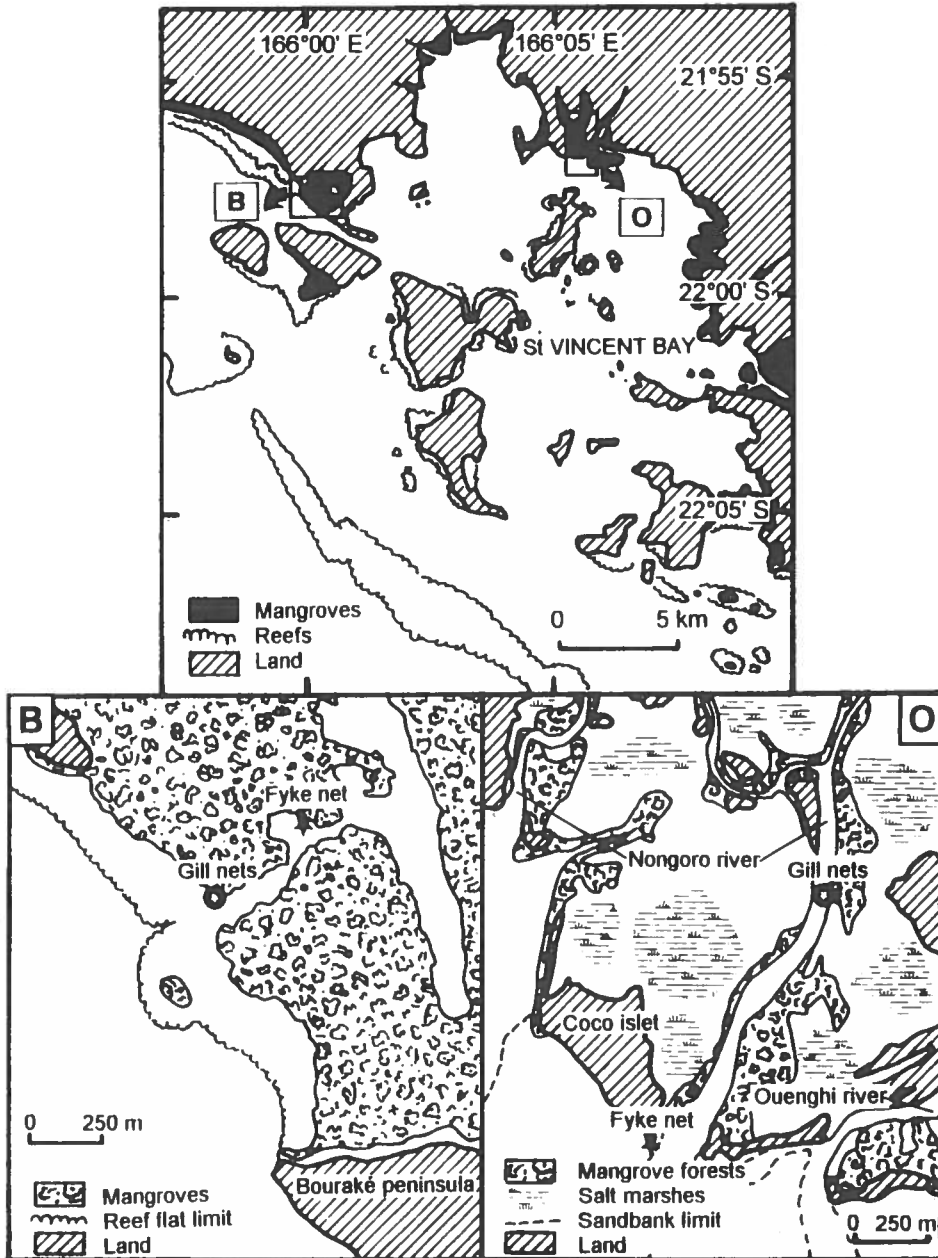 166°00' E
166°05' E
21°55' S
B
O
22°00' S
St VINCENT BAY
22°05' S
Mangroves
Reefs
Land
0 5 km
B
Fyke net
Gill nets
0 250 m
Bouraké peninsula
Mangroves
Reef flat limit
Land
O
Nongoro river
Gill nets
Coco islet
Ouenghi river
Fyke net
Mangrove forests
Salt marshes
Sandbank limit
Land
0 250 m